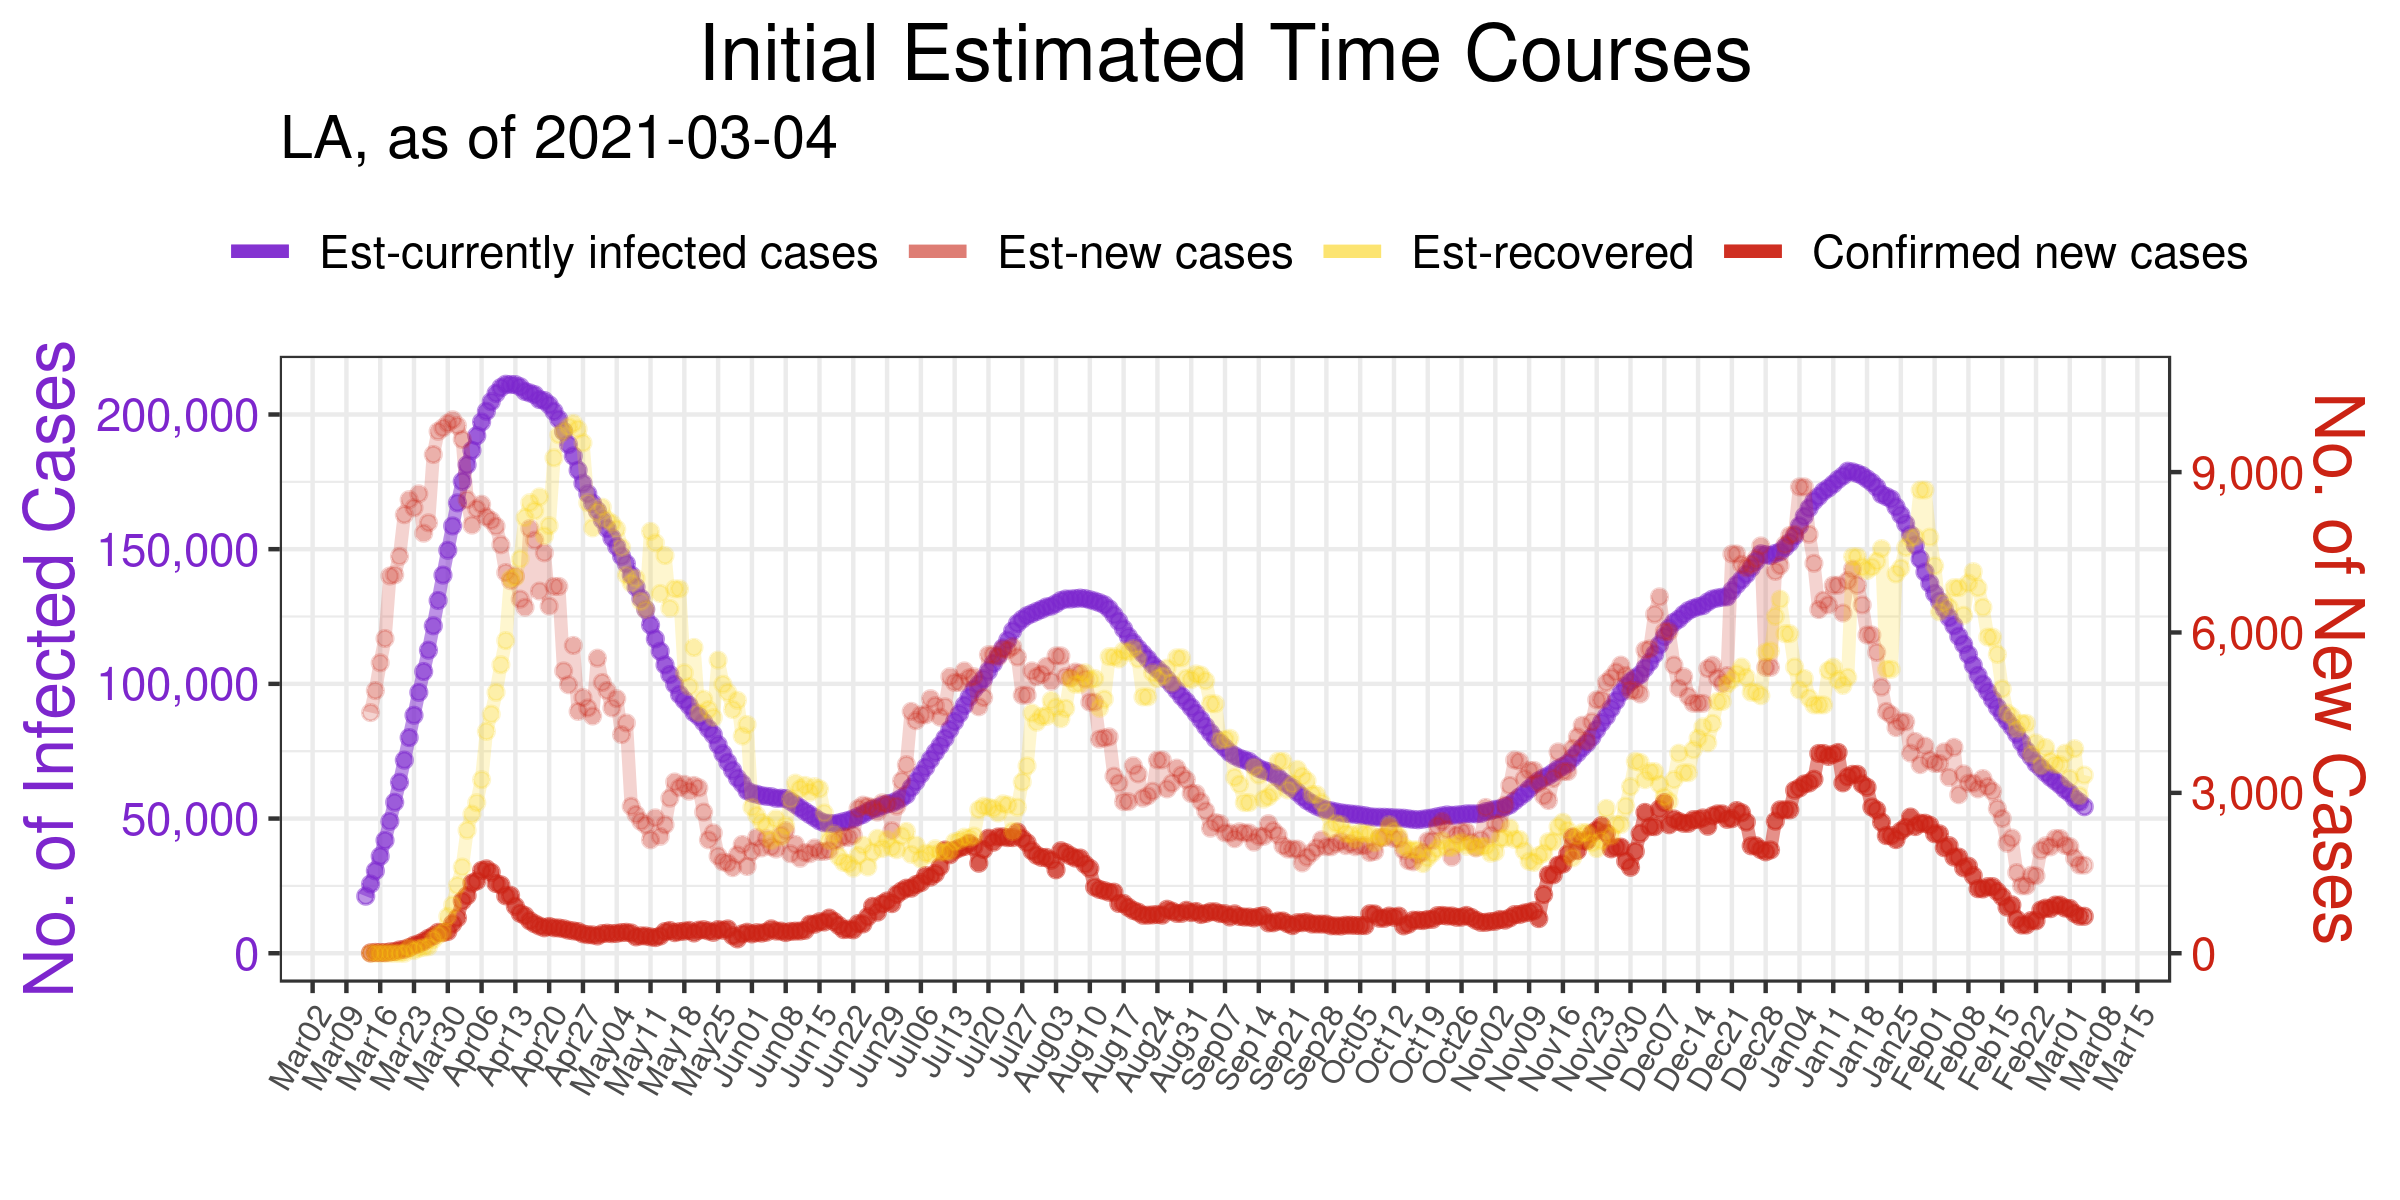 Initial Estimated Time Courses
LA, as of 2021-03-04
Est-currently infected cases Est-new cases Est-recovered Confirmed new cases
No. of Infected Cases
200,000
150,000
100,000
50,000
0
9,000
6,000
3,000
0
No. of New Cases
Mar02 Mar09 Mar16 Mar23 Mar30 Apr06 Apr13 Apr20 Apr27 May04 May11 May18 May25 Jun01 Jun08 Jun15 Jun22 Jun29 Jul06 Jul13 Jul20 Jul27 Aug03 Aug10 Aug17 Aug24 Aug31 Sep07 Sep14 Sep21 Sep28 Oct05 Oct12 Oct19 Oct26 Nov02 Nov09 Nov16 Nov23 Nov30 Dec07 Dec14 Dec21 Dec28 Jan04 Jan11 Jan18 Jan25 Feb01 Feb08 Feb15 Feb22 Mar01 Mar08 Mar15